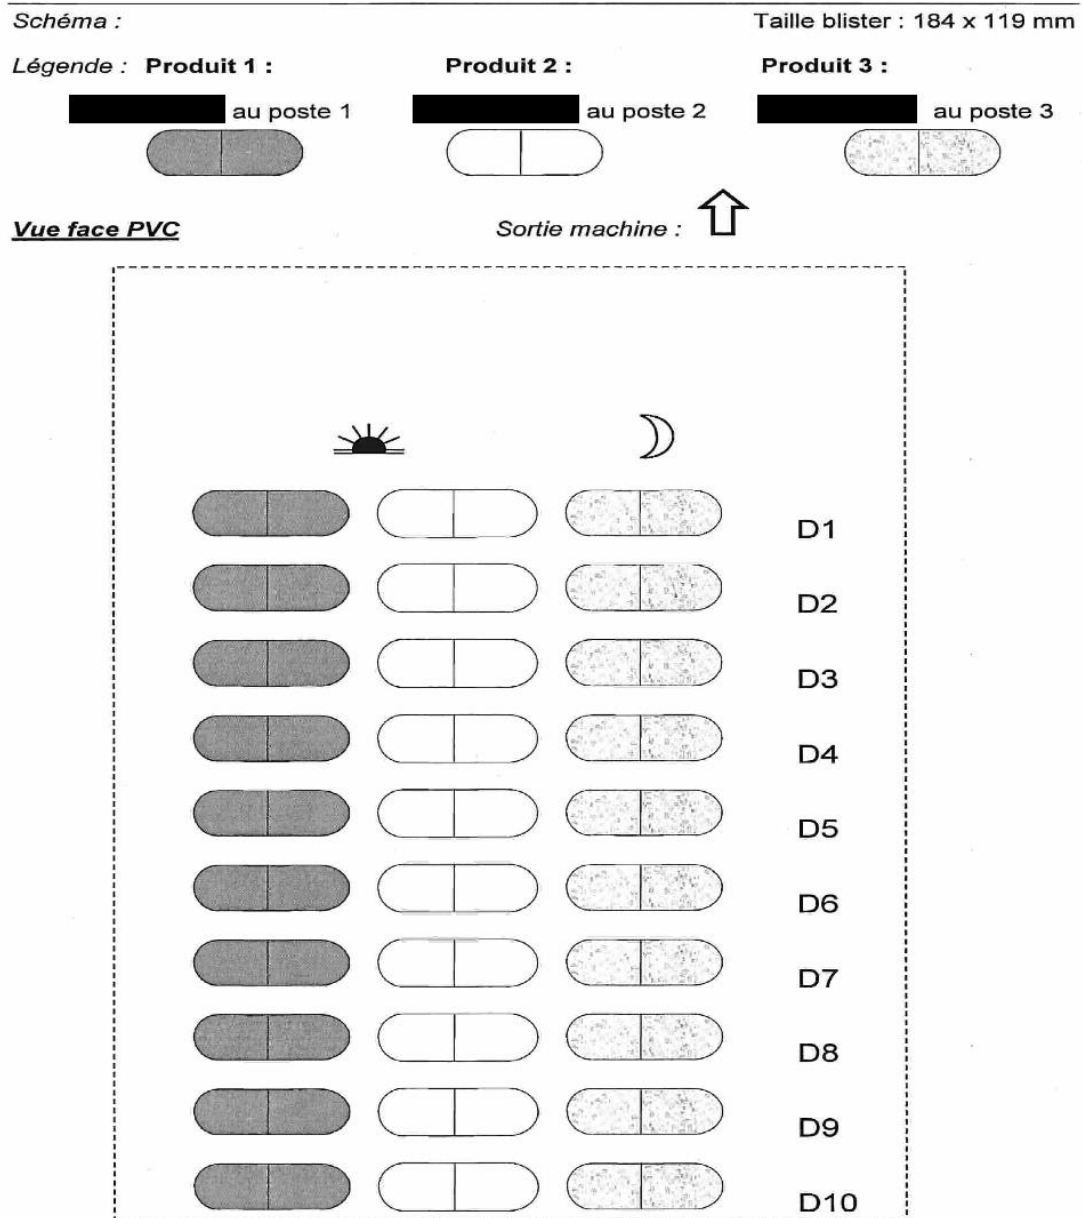 Schéma : Taille blister : 184 x 119 mm
Légende : Produit 1 : Produit 2 : Produit 3 :
au poste 1 au poste 2 au poste 3
Vue face PVC Sortie machine :
D1
D2
D3
D4
D5
D6
D7
D8
D9
D10